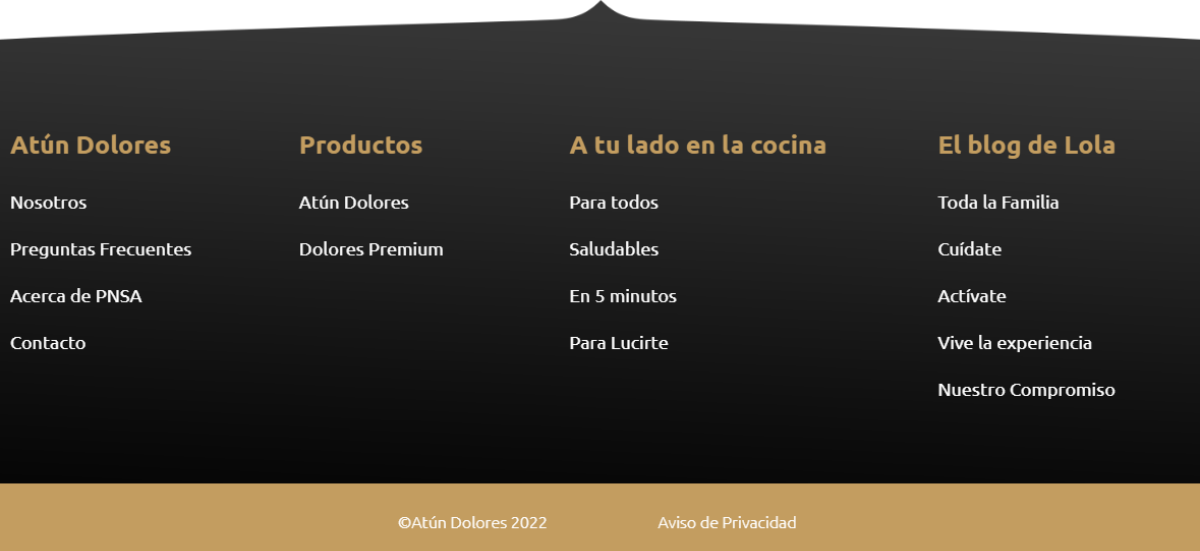 Atún Dolores
Nosotros
Preguntas Frecuentes
Acerca de PNSA
Contacto
Productos
Atún Dolores
Dolores Premium
A tu lado en la cocina
Para todos
Saludables
En 5 minutos
Para Lucirte
El blog de Lola
Toda la Familia
Cuídate
Actívate
Vive la experiencia
Nuestro Compromiso
©Atún Dolores 2022
Aviso de Privacidad